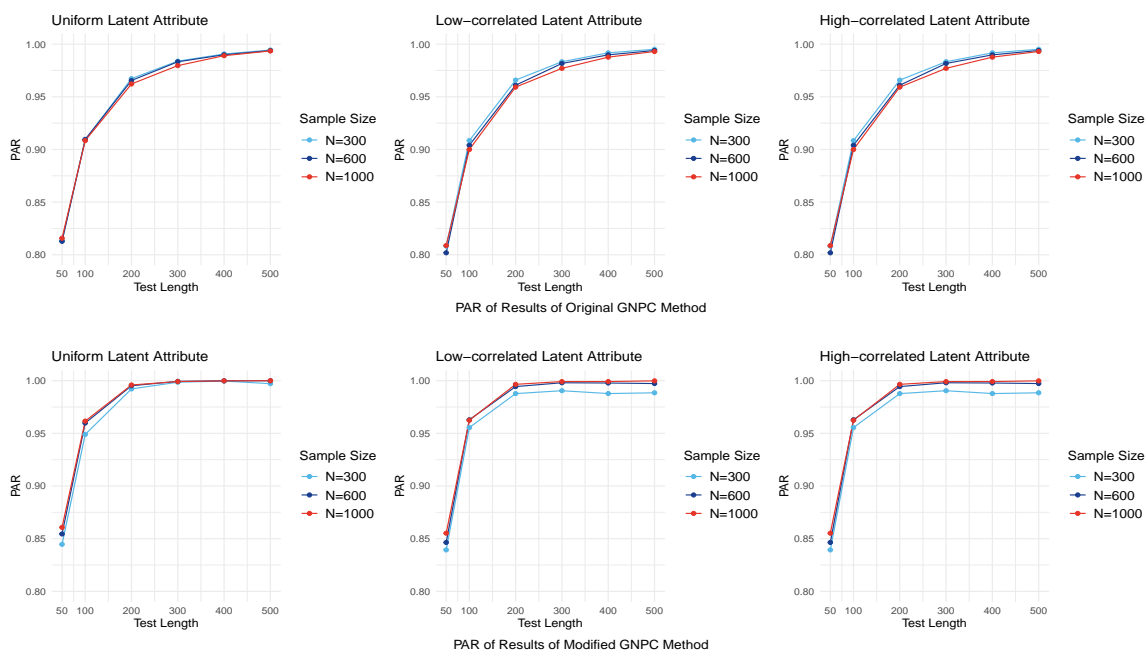 Uniform Latent Attribute
1.00
0.95
0.90
0.85
0.80
PAR
50 100 200 300 400 500
Test Length
Sample Size
N=300
N=600
N=1000
Low−correlated Latent Attribute
1.00
0.95
0.90
0.85
0.80
PAR
50 100 200 300 400 500
Test Length
Sample Size
N=300
N=600
N=1000
High−correlated Latent Attribute
1.00
0.95
0.90
0.85
0.80
PAR
50 100 200 300 400 500
Test Length
Sample Size
N=300
N=600
N=1000
PAR of Results of Original GNPC Method
Uniform Latent Attribute
1.00
0.95
0.90
0.85
0.80
PAR
50 100 200 300 400 500
Test Length
Sample Size
N=300
N=600
N=1000
Low−correlated Latent Attribute
1.00
0.95
0.90
0.85
0.80
PAR
50 100 200 300 400 500
Test Length
Sample Size
N=300
N=600
N=1000
High−correlated Latent Attribute
1.00
0.95
0.90
0.85
0.80
PAR
50 100 200 300 400 500
Test Length
Sample Size
N=300
N=600
N=1000
PAR of Results of Modified GNPC Method